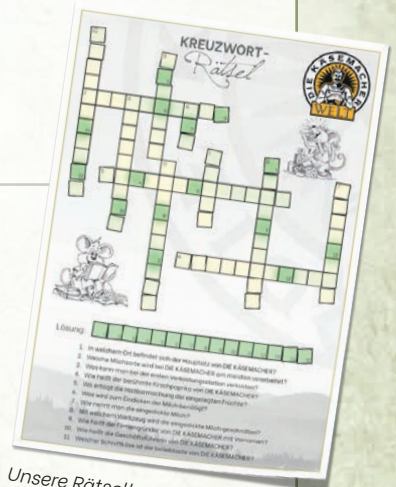 KREUZWORT-
Rätsel
DIE KÄSEMACHER
WELT
Lösung:
1. In welchem Ort befindet sich der Hauptsitz von DIE KÄSEMACHER?
2. Welche Milchsorte wird bei DIE KÄSEMACHER am meisten verarbeitet?
3. Was kann man bei der ersten Verkostungsstation verkosten?
4. Wie heißt der berühmte Kirschpaprika von DIE KÄSEMACHER?
5. Wo erfolgt die Haltbarmachung der eingelegten Früchte?
6. Was wird zum Eindicken der Milch benötigt?
7. Wie nennt man die eingedickte Milch?
8. Mit welchem Werkzeug wird die eingedickte Milch geschnitten?
9. Wie heißt der Firmengründer von DIE KÄSEMACHER mit Vornamen?
10. Wie heißt die Geschäftsführerin von DIE KÄSEMACHER?
11. Welcher Schnittkäse ist der beliebteste von DIE KÄSEMACHER?
Unsere